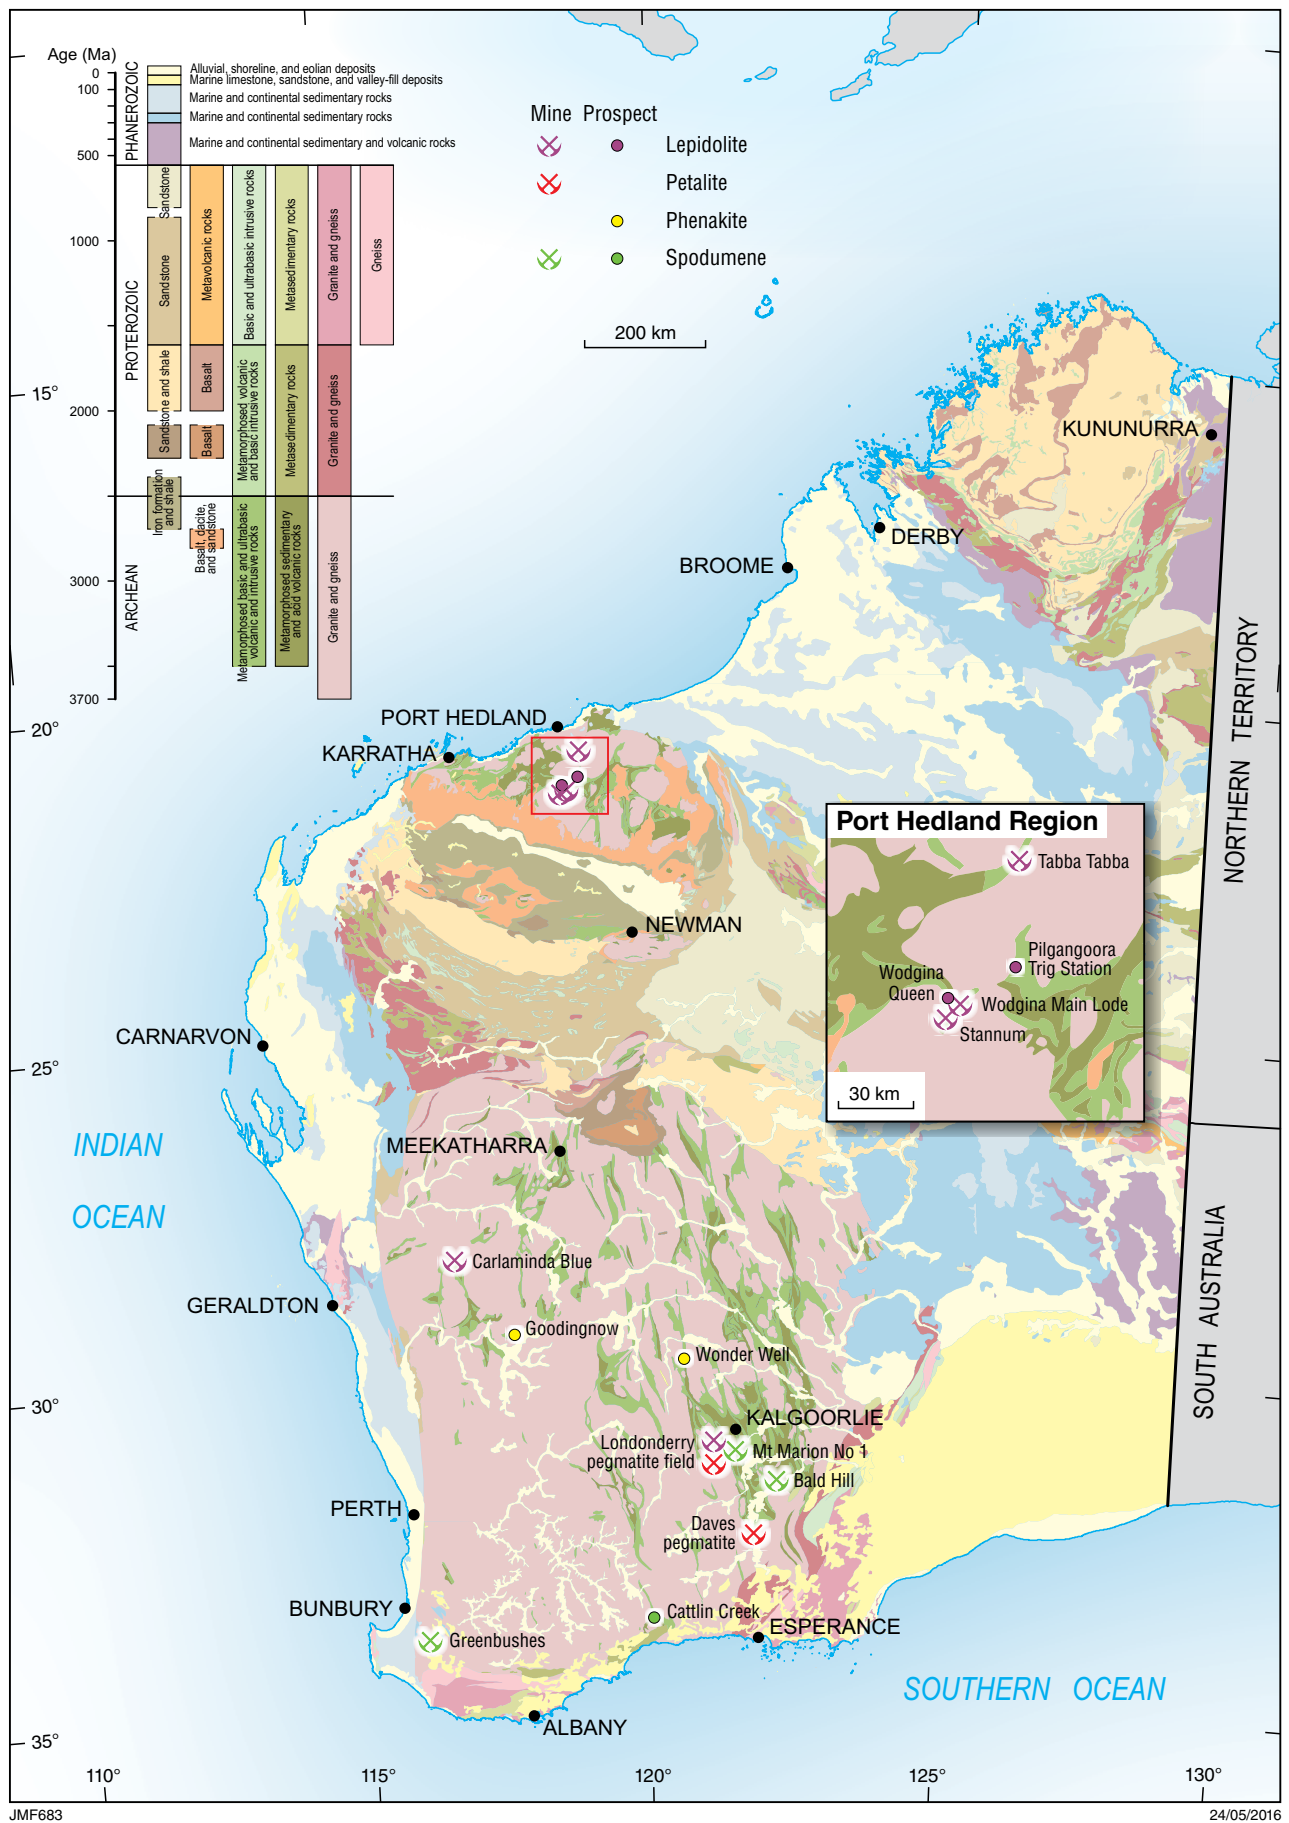 Age (Ma)
0
100
500
1000
2000
3000
3700
PHANEROZOIC
PROTEROZOIC
ARCHEAN
Alluvial, shoreline, and eolian deposits
Marine limestone, sandstone, and valley-fill deposits
Marine and continental sedimentary rocks
Marine and continental sedimentary rocks
Marine and continental sedimentary and volcanic rocks
Sandstone
Sandstone
Sandstone and shale
Sandstone and shale
Iron formation
and shale
Metavolcanic rocks
Basalt
Basalt
Basalt, dacite,
and sandstone
Basic and ultrabasic intrusive rocks
Metamorphosed volcanic
and basic intrusive rocks
Metamorphosed basic and ultrabasic
volcanic and intrusive rocks
Metasedimentary rocks
Metasedimentary rocks
Metamorphosed sedimentary
and acid volcanic rocks
Granite and gneiss
Granite and gneiss
Granite and gneiss
Gneiss
Mine Prospect
Lepidolite
Petalite
Phenakite
Spodumene
200 km
KUNUNURRA
DERBY
BROOME
PORT HEDLAND
KARRATHA
NEWMAN
CARNARVON
MEEKATHARRA
GERALDTON
KALGOORLIE
PERTH
BUNBURY
ESPERANCE
ALBANY
Port Hedland Region
Tabba Tabba
Pilgangoora
Trig Station
Wodgina
Queen
Wodgina Main Lode
Stannum
30 km
Carlaminda Blue
Goodingnow
Wonder Well
Londonderry
pegmatite field
Mt Marion No 1
Bald Hill
Daves
pegmatite
Cattlin Creek
Greenbushes
INDIAN
OCEAN
SOUTHERN OCEAN
NORTHERN TERRITORY
SOUTH AUSTRALIA
15°
20°
25°
30°
35°
110°
115°
120°
125°
130°
JMF683
24/05/2016